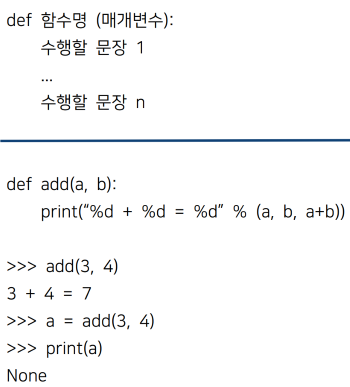 def 함수명 (매개변수):
수행할 문장 1
...
수행할 문장 n
def add(a, b):
print(“%d + %d = %d” % (a, b, a+b))
>>> add(3, 4)
3 + 4 = 7
>>> a = add(3, 4)
>>> print(a)
None